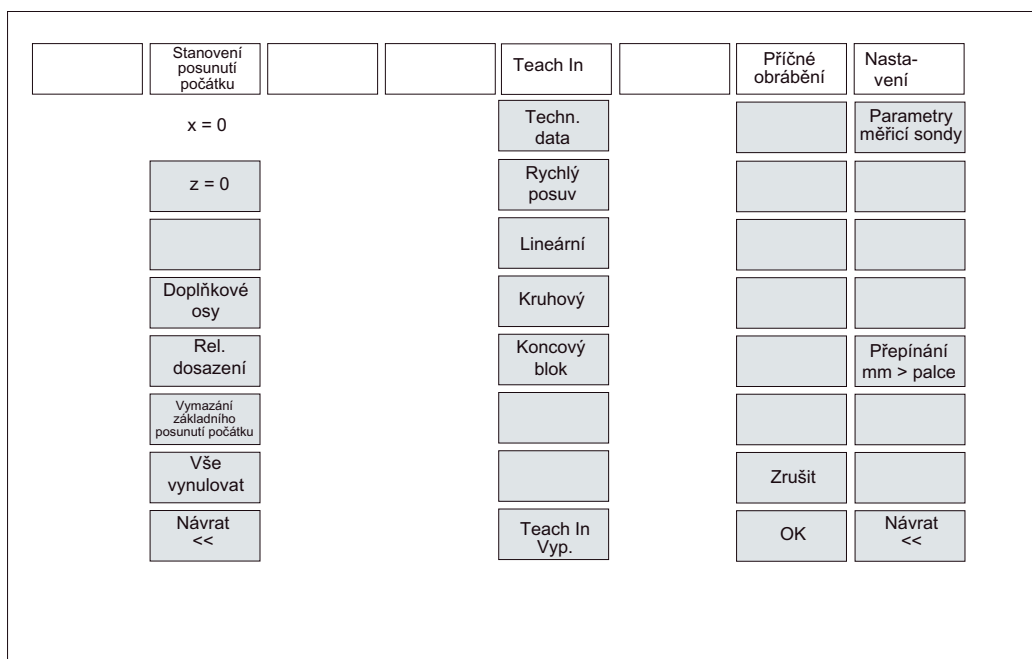 Stanovení
posunutí
počátku
Teach In
Příčné
obrábění
Nasta-
vení
x = 0
Techn.
data
Parametry
měřicí sondy
z = 0
Rychlý
posuv
Lineární
Doplňkové
osy
Kruhový
Rel.
dosazení
Koncový
blok
Přepínání
mm > palce
Vymazání
základního
posunutí počátku
Vše
vynulovat
Zrušit
Návrat
<<
Teach In
Vyp.
OK
Návrat
<<